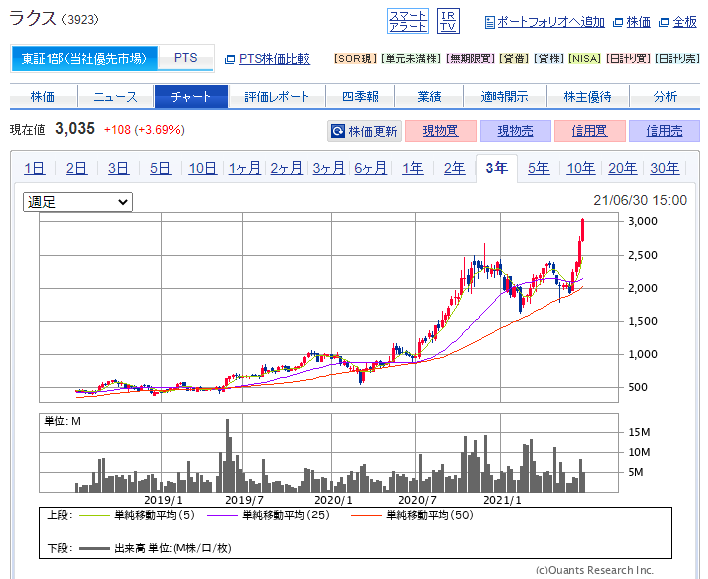 ラクス (3923)
スマート
アラート
IR
TV
ポートフォリオへ追加 株価 全板
東証1部(当社優先市場) PTS PTS株価比較 [SOR現] [単元未満株] [無期限買] [貸借] [貸株] [NISA] [日計り買] [日計り売]
株価 ニュース チャート 評価レポート 四季報 業績 適時開示 株主優待 分析
現在値 3,035 +108 (+3.69%) 株価更新 現物買 現物売 信用買 信用売
1日 2日 3日 5日 10日 1ヶ月 2ヶ月 3ヶ月 6ヶ月 1年 2年 3年 5年 10年 20年 30年
週足
21/06/30 15:00
3,000
2,500
2,000
1,500
1,000
500
単位: M
15M
10M
5M
2019/1 2019/7 2020/1 2020/7 2021/1
上段: 単純移動平均(5) 単純移動平均(25) 単純移動平均(50)
下段: 出来高 単位:(M株/口/枚)
(c)Quants Research Inc.